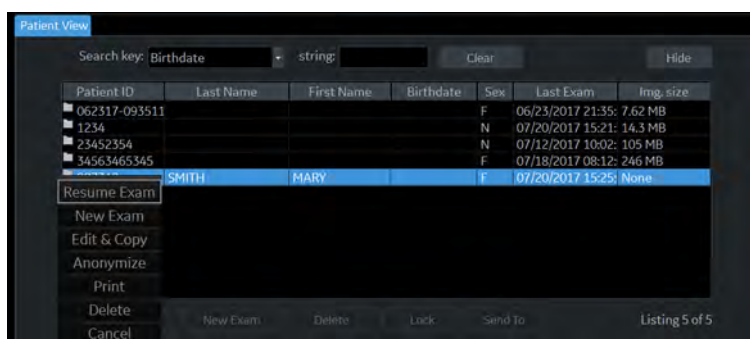 Patient View
Search key: Birthdate string: Clear Hide
Patient ID Last Name First Name Birthdate Sex Last Exam Img. size
062317-093511 F 06/23/2017 21:35: 7.62 MB
1234 N 07/20/2017 15:21: 14.3 MB
23452354 N 07/12/2017 10:02: 105 MB
34563465345 F 07/18/2017 08:12: 246 MB
SMITH MARY F 07/20/2017 15:25: None
Resume Exam
New Exam
Edit & Copy
Anonymize
Print
Delete
Cancel
New Exam Delete Lock Send To Listing 5 of 5